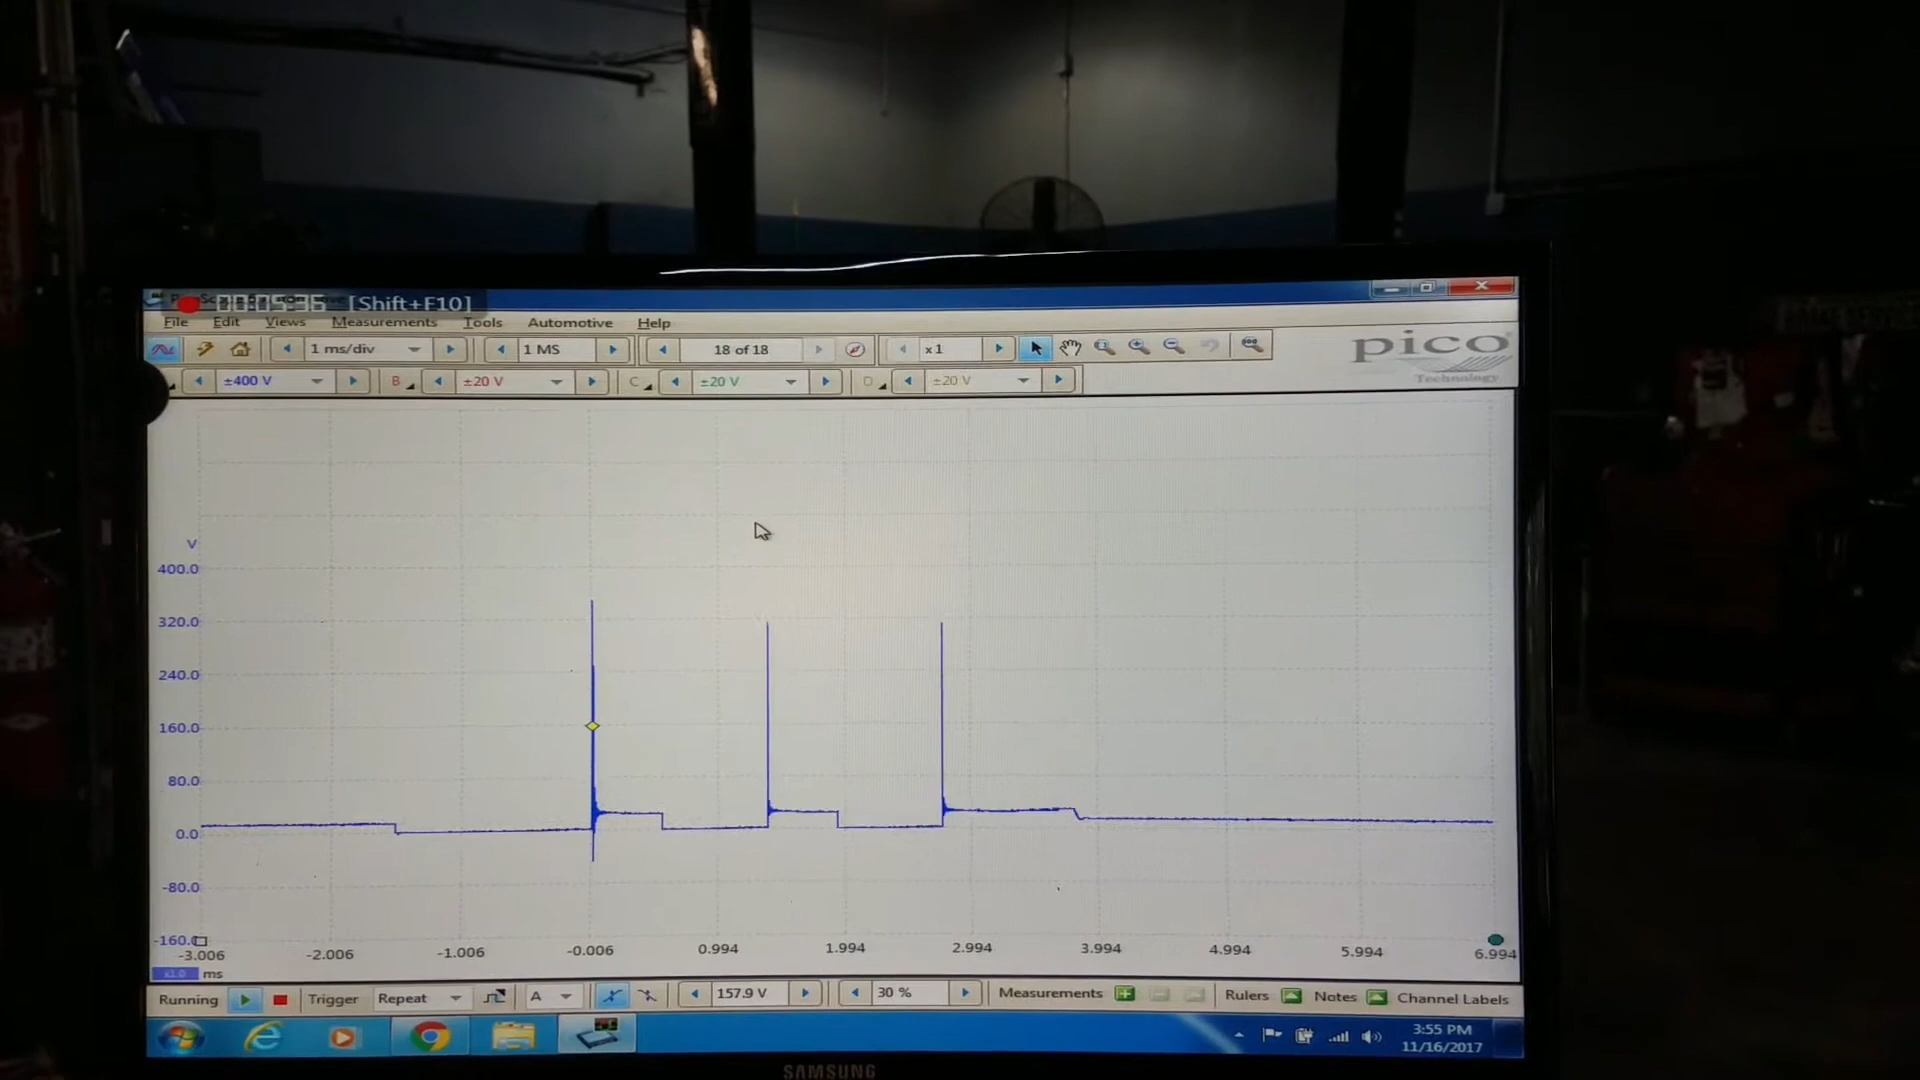 [Shift+F10]
File Edit Views Measurements Tools Automotive Help
1 ms/div 1 MS 18 of 18 x1
pico
Technology
±400 V B ±20 V C ±20 V D ±20 V
V
400.0
320.0
240.0
160.0
80.0
0.0
-80.0
-160.0
-3.006 -2.006 -1.006 -0.006 0.994 1.994 2.994 3.994 4.994 5.994 6.994
x1.0 ms
Running Trigger Repeat A 157.9 V 30 % Measurements Rulers Notes Channel Labels
3:55 PM
11/16/2017
SAMSUNG